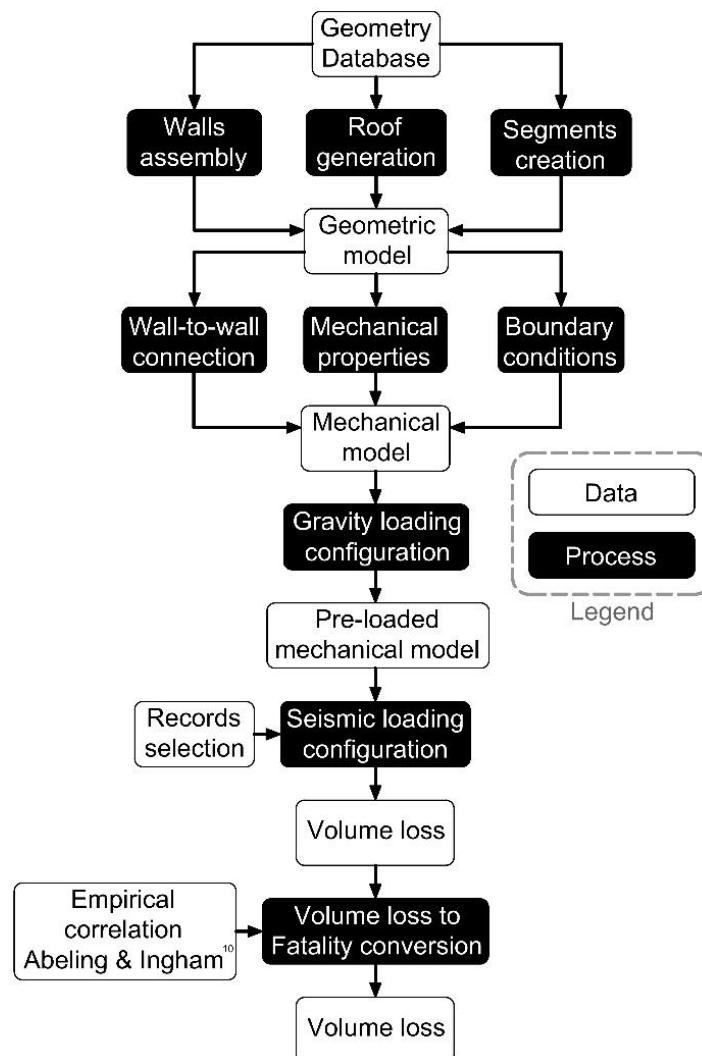 Geometry
Database
Walls
assembly
Roof
generation
Segments
creation
Geometric
model
Wall-to-wall
connection
Mechanical
properties
Boundary
conditions
Mechanical
model
Data
Process
Legend
Gravity loading
configuration
Pre-loaded
mechanical model
Records
selection
Seismic loading
configuration
Volume loss
Empirical
correlation
Abeling & Ingham¹⁰
Volume loss to
Fatality conversion
Volume loss